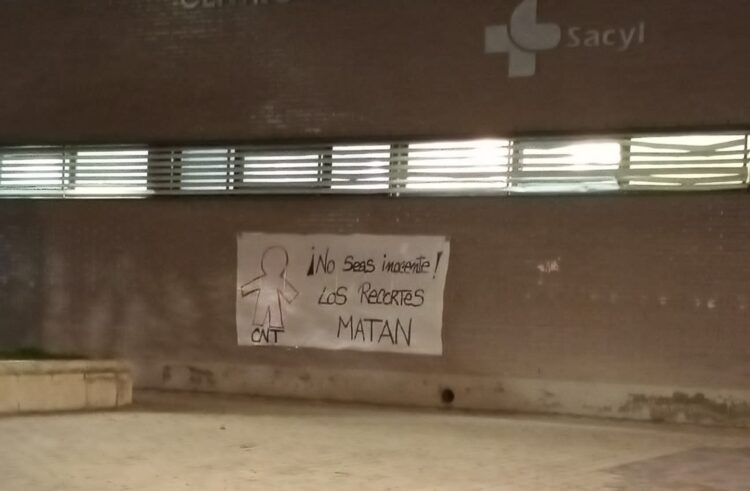 Sacyl
¡No seas inocente!
LOS RECORTES
MATAN
CNT